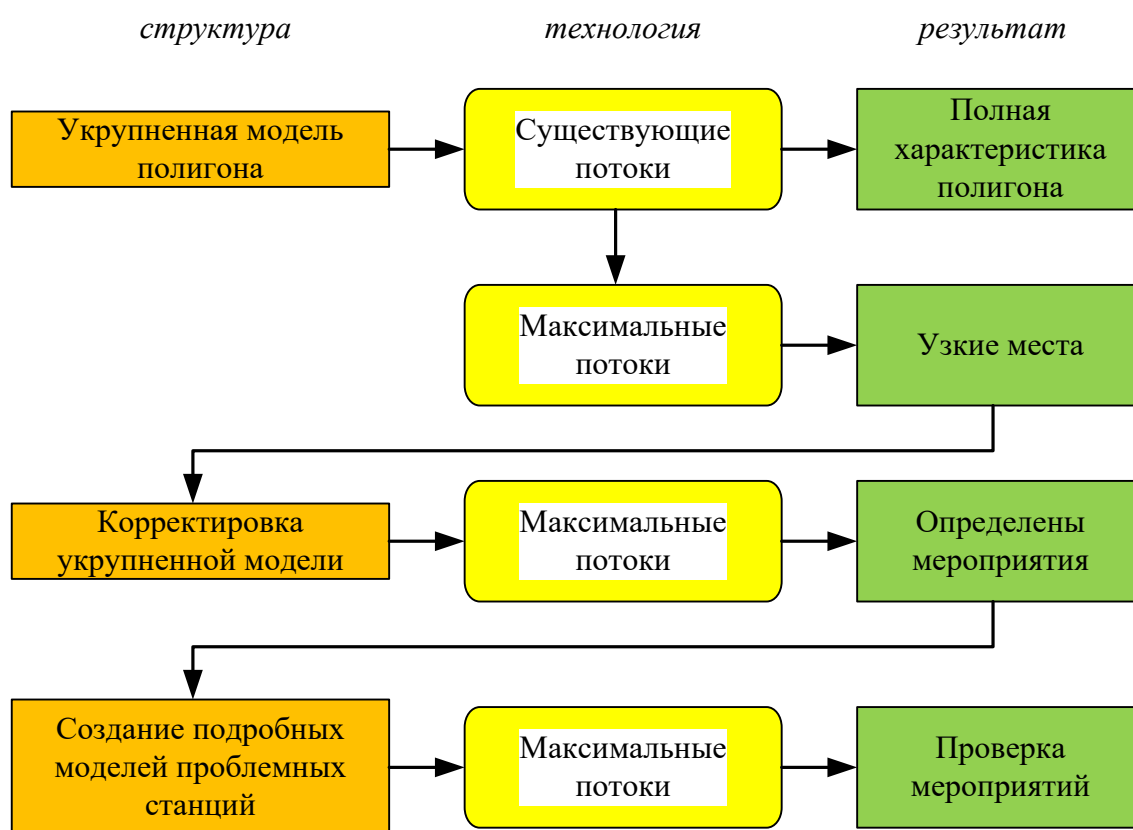 структура
технология
результат
Укрупненная модель
полигона
Существующие
потоки
Полная
характеристика
полигона
Максимальные
потоки
Узкие места
Корректировка
укрупненной модели
Максимальные
потоки
Определены
мероприятия
Создание подробных
моделей проблемных
станций
Максимальные
потоки
Проверка
мероприятий